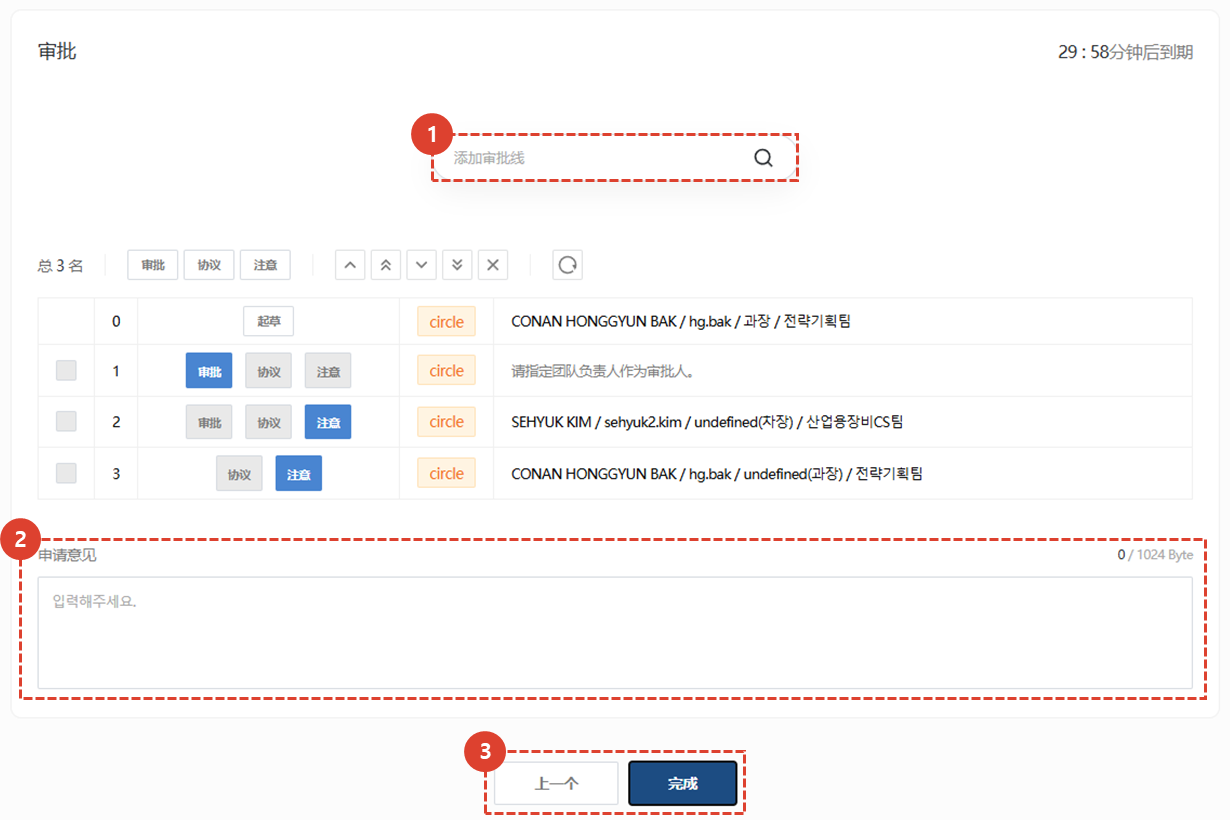 审批
29 : 58分钟后到期
1
添加审批线
总 3 名 审批 协议 注意
0 起草 circle CONAN HONGGYUN BAK / hg.bak / 과장 / 전략기획팀
1 审批 协议 注意 circle 请指定团队负责人作为审批人。
2 审批 协议 注意 circle SEHYUK KIM / sehyuk2.kim / undefined(차장) / 산업용장비CS팀
3 协议 注意 circle CONAN HONGGYUN BAK / hg.bak / undefined(과장) / 전략기획팀
2
申请意见 0 / 1024 Byte
입력해주세요.
3
上一个 完成